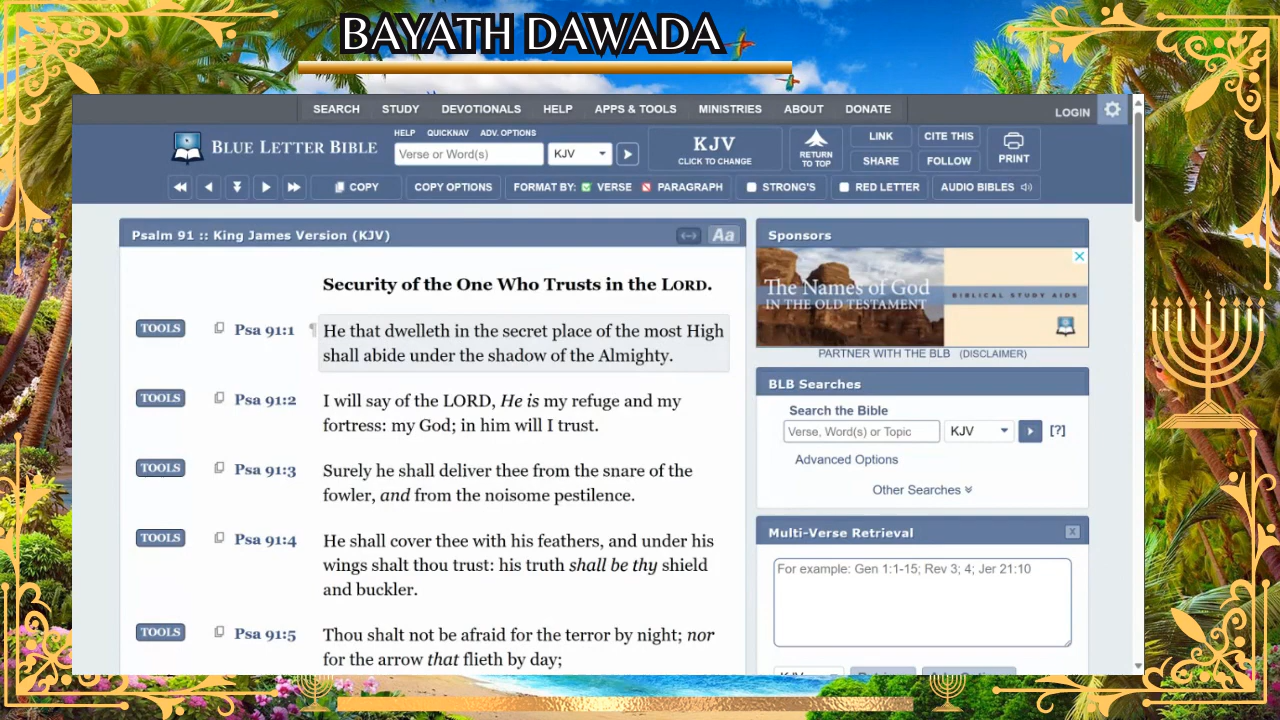 BAYATH DAWADA
SEARCH STUDY DEVOTIONALS HELP APPS & TOOLS MINISTRIES ABOUT DONATE
LOGIN
BLUE LETTER BIBLE
HELP QUICKNAV ADV. OPTIONS
Verse or Word(s) KJV
KJV
CLICK TO CHANGE
RETURN
TO TOP
LINK CITE THIS
SHARE FOLLOW
PRINT
COPY COPY OPTIONS FORMAT BY: VERSE PARAGRAPH STRONG'S RED LETTER AUDIO BIBLES
Psalm 91 :: King James Version (KJV)
Aa
Security of the One Who Trusts in the LORD.
TOOLS Psa 91:1 ¶ He that dwelleth in the secret place of the most High
shall abide under the shadow of the Almighty.
TOOLS Psa 91:2 I will say of the LORD, He is my refuge and my
fortress: my God; in him will I trust.
TOOLS Psa 91:3 Surely he shall deliver thee from the snare of the
fowler, and from the noisome pestilence.
TOOLS Psa 91:4 He shall cover thee with his feathers, and under his
wings shalt thou trust: his truth shall be thy shield
and buckler.
TOOLS Psa 91:5 Thou shalt not be afraid for the terror by night; nor
for the arrow that flieth by day;
Sponsors
The Names of God
IN THE OLD TESTAMENT
BIBLICAL STUDY AIDS
PARTNER WITH THE BLB (DISCLAIMER)
BLB Searches
Search the Bible
Verse, Word(s) or Topic KJV [?]
Advanced Options
Other Searches
Multi-Verse Retrieval X
For example: Gen 1:1-15; Rev 3; 4; Jer 21:10